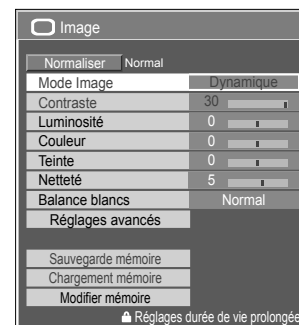 Image
Normaliser Normal
Mode Image Dynamique
Contraste 30
Luminosité 0
Couleur 0
Teinte 0
Netteté 5
Balance blancs Normal
Réglages avancés
Sauvegarde mémoire
Chargement mémoire
Modifier mémoire
Réglages durée de vie prolongée